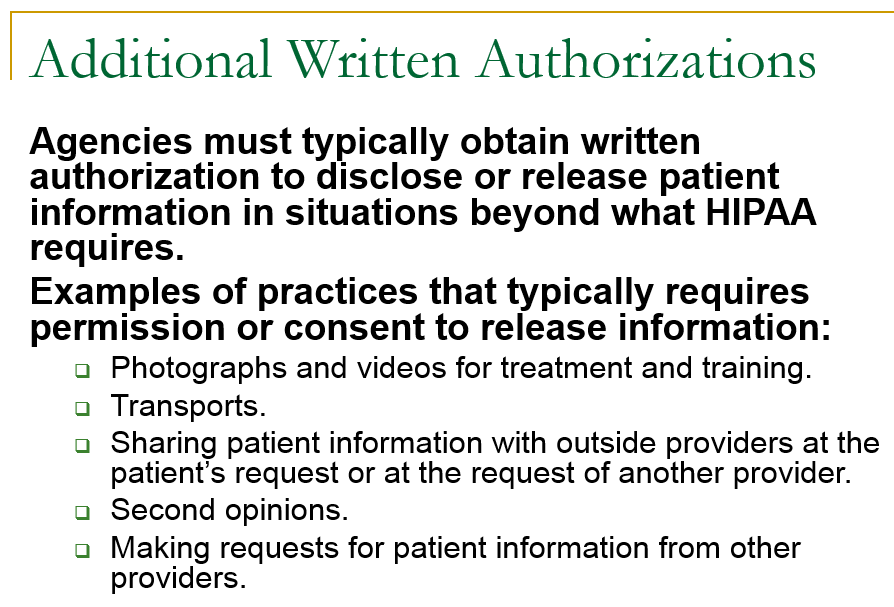 Additional Written Authorizations
Agencies must typically obtain written
authorization to disclose or release patient
information in situations beyond what HIPAA
requires.
Examples of practices that typically requires
permission or consent to release information:
Photographs and videos for treatment and training.
Transports.
Sharing patient information with outside providers at the
patient’s request or at the request of another provider.
Second opinions.
Making requests for patient information from other
providers.